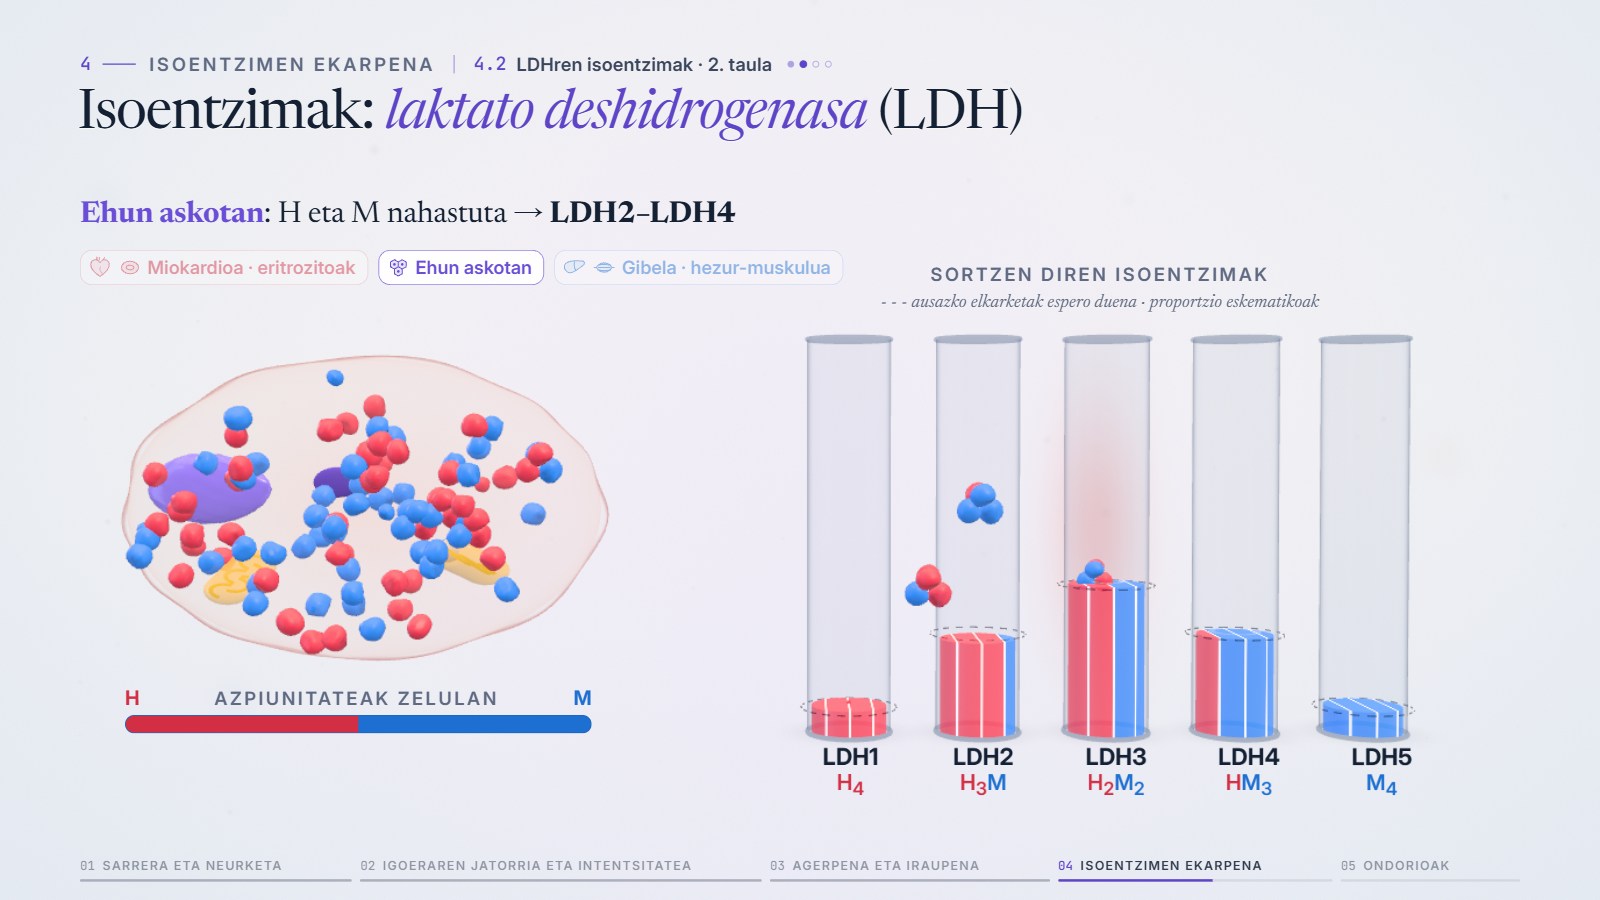 4 — ISOENTZIMEN EKARPENA | 4.2 LDHren isoentzimak · 2. taula
Isoentzimak: laktato deshidrogenasa (LDH)
Ehun askotan: H eta M nahastuta → LDH2–LDH4
Miokardioa · eritrozitoak
Ehun askotan
Gibela · hezur-muskulua
SORTZEN DIREN ISOENTZIMAK
- - - ausazko elkarketak espero duena · proportzio eskematikoak
H AZPIUNITATEAK ZELULAN M
LDH1 LDH2 LDH3 LDH4 LDH5
H4 H3M H2M2 HM3 M4
01 SARRERA ETA NEURKETA
02 IGOERAREN JATORRIA ETA INTENTSITATEA
03 AGERPENA ETA IRAUPENA
04 ISOENTZIMEN EKARPENA
05 ONDORIOAK